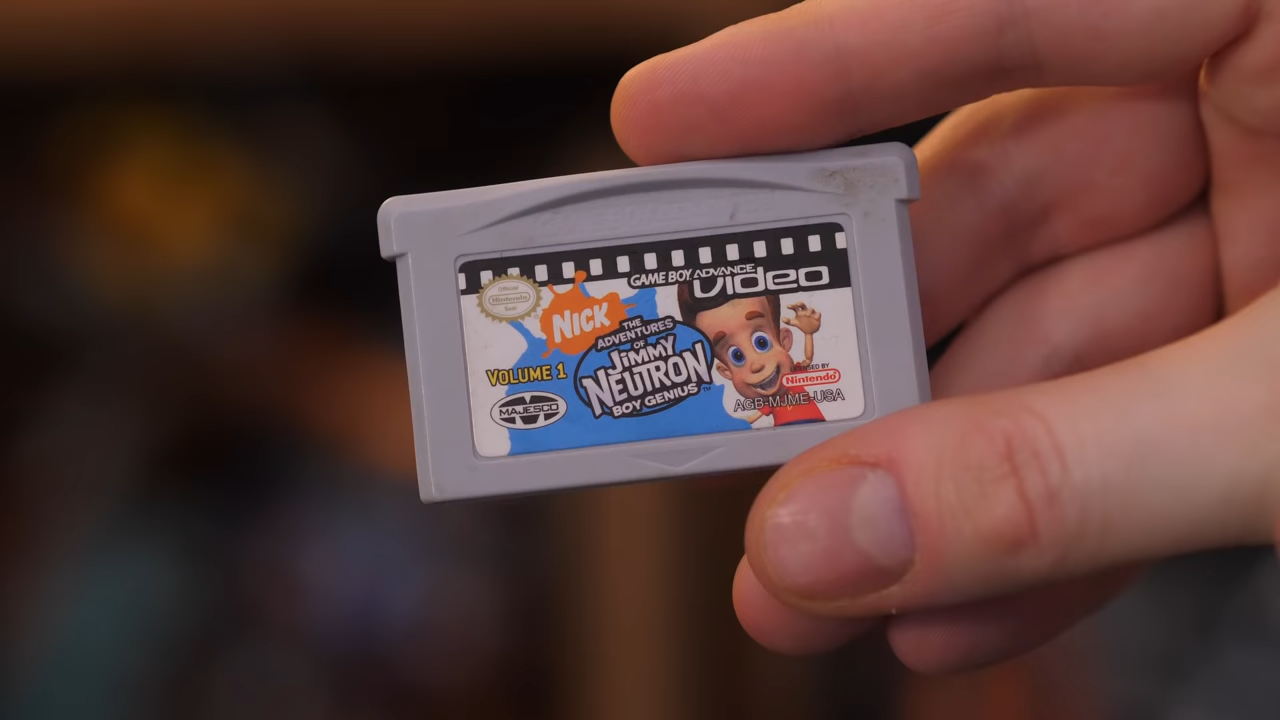 GAME BOY ADVANCE
video
Official
Nintendo
Seal
NICK
THE
ADVENTURES
OF
JIMMY
NEUTRON
BOY GENIUS™
VOLUME 1
MAJESCO
LICENSED BY
Nintendo
AGB-MJME-USA